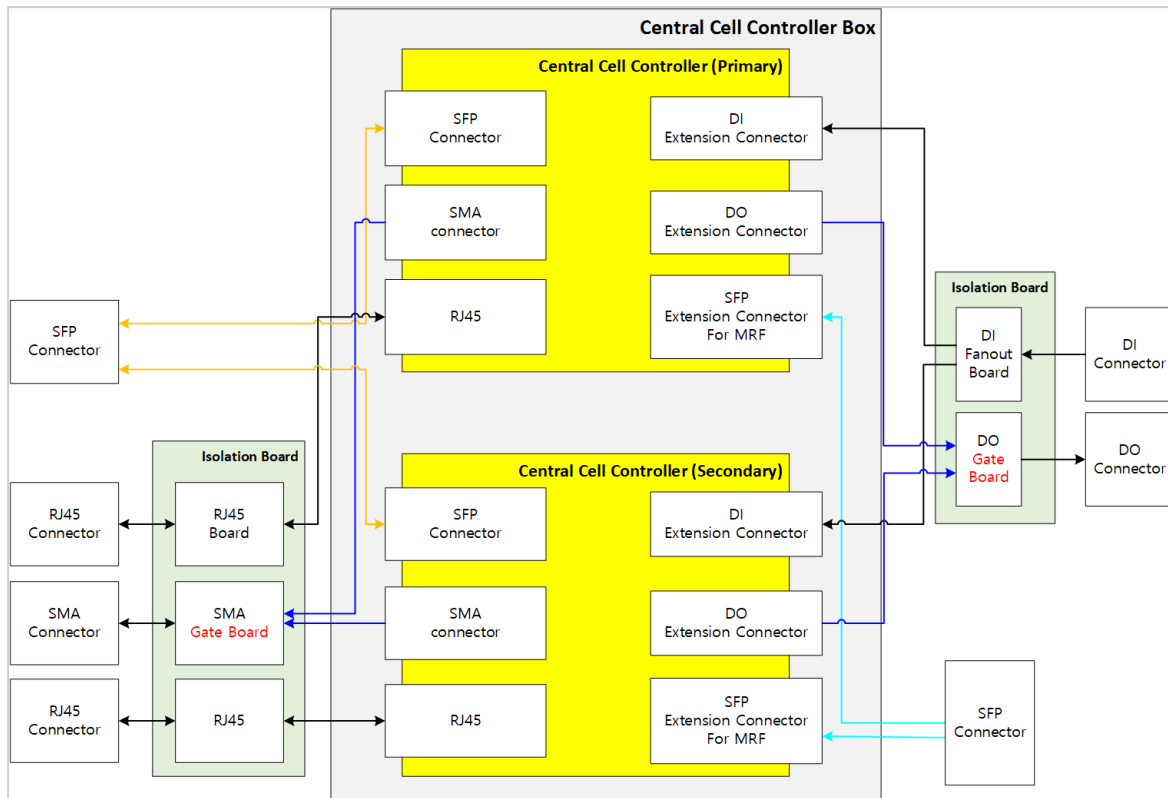 Central Cell Controller Box
Central Cell Controller (Primary)
SFP
Connector
DI
Extension Connector
SMA
connector
DO
Extension Connector
RJ45
SFP
Extension Connector
For MRF
SFP
Connector
Isolation Board
DI
Fanout
Board
DI
Connector
DO
Gate
Board
DO
Connector
Isolation Board
RJ45
Connector
RJ45
Board
SMA
Connector
SMA
Gate Board
RJ45
Connector
RJ45
Central Cell Controller (Secondary)
SFP
Connector
DI
Extension Connector
SMA
connector
DO
Extension Connector
RJ45
SFP
Extension Connector
For MRF
SFP
Connector